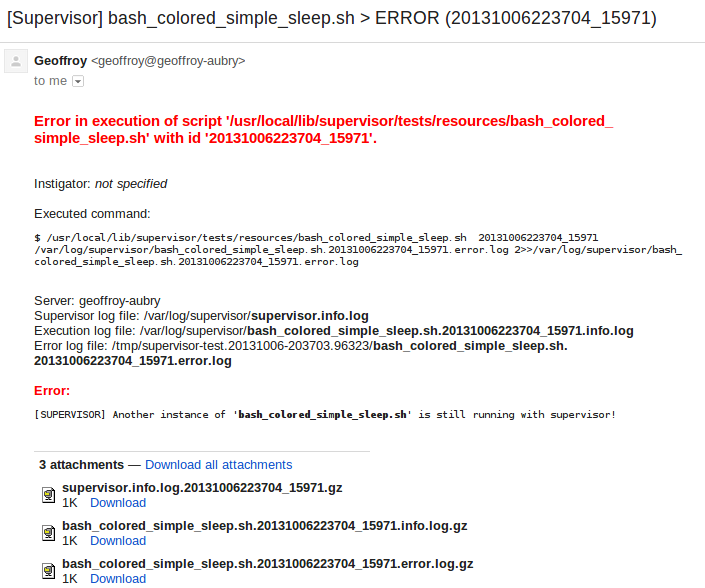 [Supervisor] bash_colored_simple_sleep.sh > ERROR (20131006223704_15971)
Geoffroy <geoffroy@geoffroy-aubry>
to me
Error in execution of script '/usr/local/lib/supervisor/tests/resources/bash_colored_
simple_sleep.sh' with id '20131006223704_15971'.
Instigator: not specified
Executed command:
$ /usr/local/lib/supervisor/tests/resources/bash_colored_simple_sleep.sh  20131006223704_15971
/var/log/supervisor/bash_colored_simple_sleep.sh.20131006223704_15971.error.log 2>>/var/log/supervisor/bash_
colored_simple_sleep.sh.20131006223704_15971.error.log
Server: geoffroy-aubry
Supervisor log file: /var/log/supervisor/supervisor.info.log
Execution log file: /var/log/supervisor/bash_colored_simple_sleep.sh.20131006223704_15971.info.log
Error log file: /tmp/supervisor-test.20131006-203703.96323/bash_colored_simple_sleep.sh.
20131006223704_15971.error.log
Error:
[SUPERVISOR] Another instance of 'bash_colored_simple_sleep.sh' is still running with supervisor!
3 attachments — Download all attachments
supervisor.info.log.20131006223704_15971.gz
1K Download
bash_colored_simple_sleep.sh.20131006223704_15971.info.log.gz
1K Download
bash_colored_simple_sleep.sh.20131006223704_15971.error.log.gz
1K Download